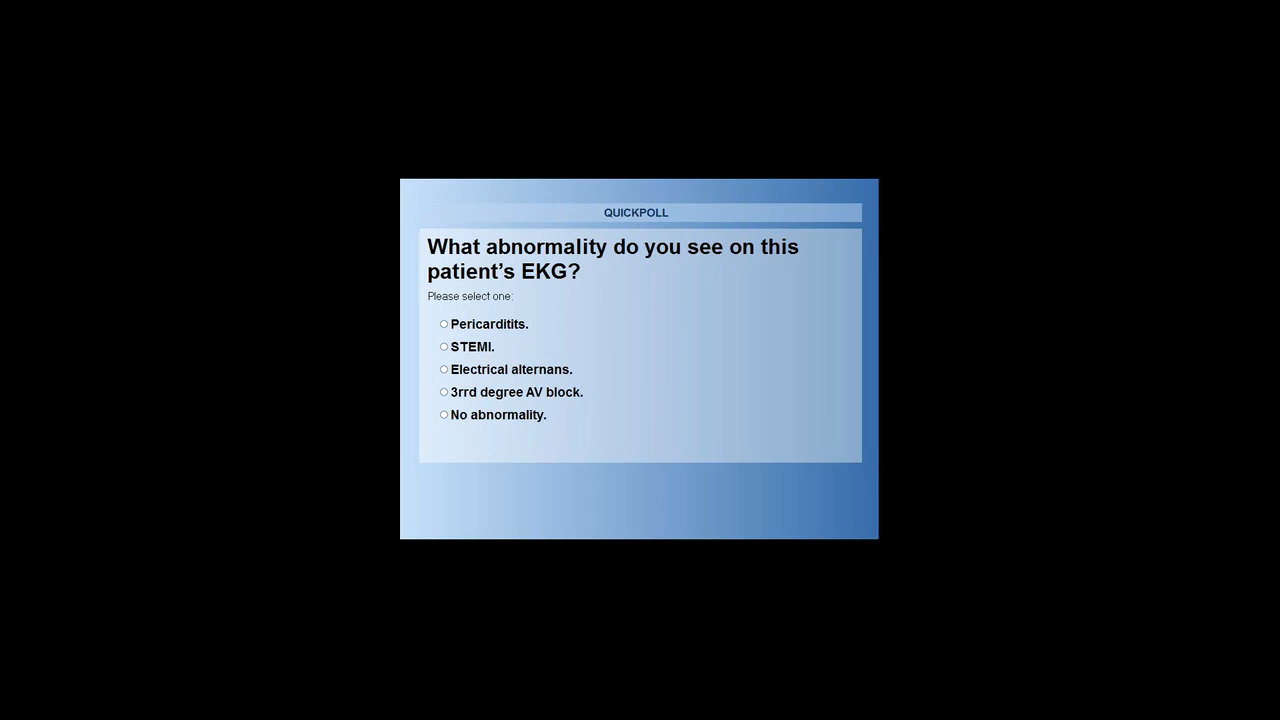 QUICKPOLL
What abnormality do you see on this
patient’s EKG?
Please select one:
Pericarditits.
STEMI.
Electrical alternans.
3rrd degree AV block.
No abnormality.